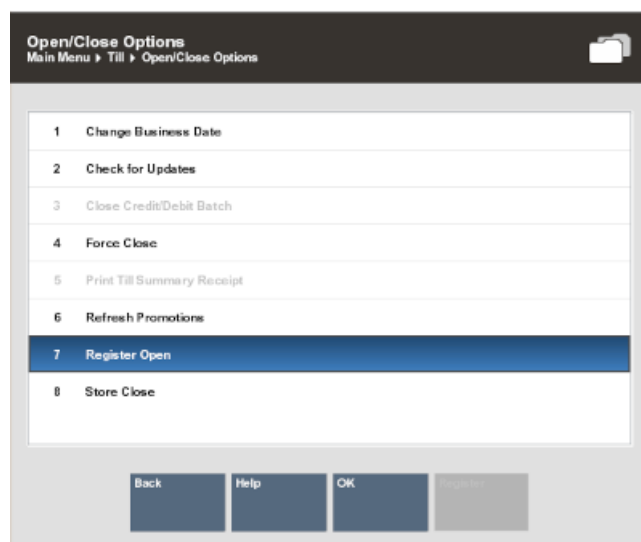 Open/Close Options
Main Menu ▸ Till ▸ Open/Close Options
1 Change Business Date
2 Check for Updates
3 Close Credit/Debit Batch
4 Force Close
5 Print Till Summary Receipt
6 Refresh Promotions
7 Register Open
8 Store Close
Back Help OK Register